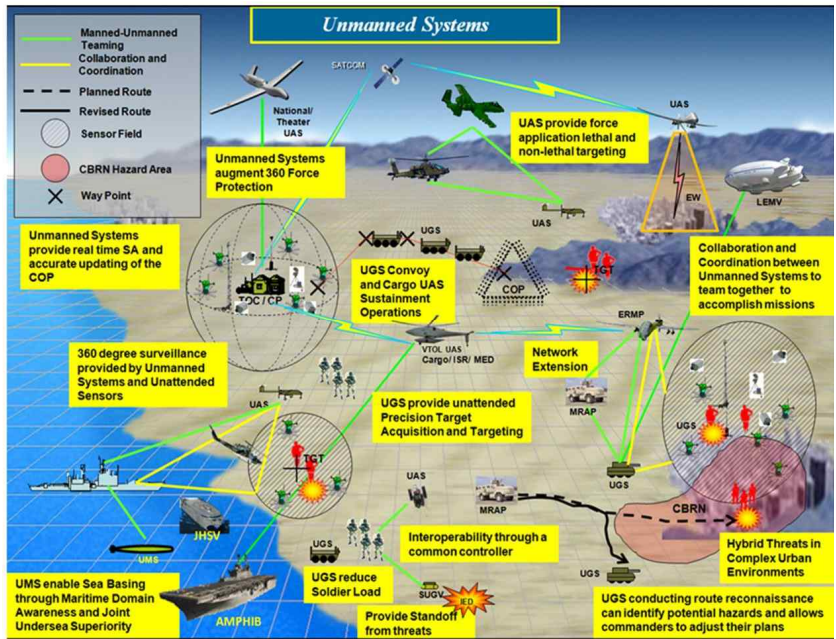 Unmanned Systems
Manned-Unmanned
Teaming
Collaboration and
Coordination
Planned Route
Revised Route
Sensor Field
CBRN Hazard Area
Way Point
National/
Theater
UAS
SATCOM
UAS
UAS provide force
application lethal and
non-lethal targeting
Unmanned Systems
augment 360 Force
Protection
EW
LEMV
UAS
Unmanned Systems
provide real time SA and
accurate updating of the
COP
UGS
TOC / CP
COP
TGT
UGS Convoy
and Cargo UAS
Sustainment
Operations
Collaboration and
Coordination between
Unmanned Systems to
team together to
accomplish missions
ERMP
VTOL UAS
Cargo/ ISR/ MED
Network
Extension
360 degree surveillance
provided by Unmanned
Systems and Unattended
Sensors
UAS
MRAP
UGS provide unattended
Precision Target
Acquisition and Targeting
UGS
TGT
UGS
UAS
MRAP
CBRN
JHSV
UMS
Interoperability through a
common controller
Hybrid Threats in
Complex Urban
Environments
UGS
UGS reduce
Soldier Load
SUGV
IED
UGS
UMS enable Sea Basing
through Maritime Domain
Awareness and Joint
Undersea Superiority
AMPHIB
Provide Standoff
from threats
UGS conducting route reconnaissance
can identify potential hazards and allows
commanders to adjust their plans